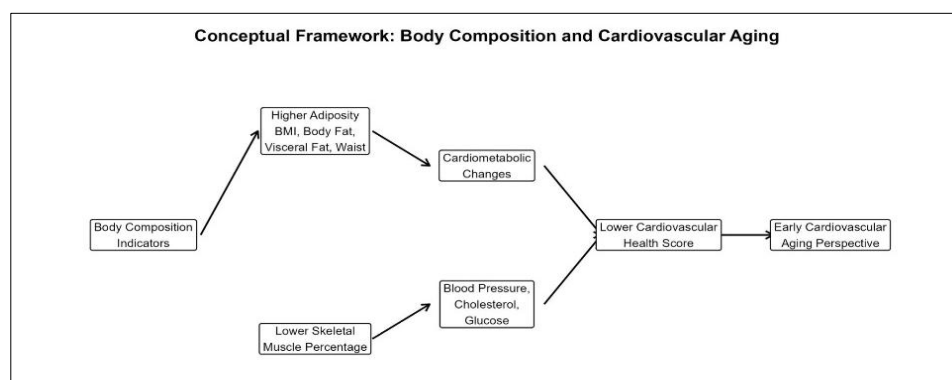 Conceptual Framework: Body Composition and Cardiovascular Aging
Higher Adiposity
BMI, Body Fat,
Visceral Fat, Waist
Cardiometabolic
Changes
Body Composition
Indicators
Lower Cardiovascular
Health Score
Early Cardiovascular
Aging Perspective
Blood Pressure,
Cholesterol,
Glucose
Lower Skeletal
Muscle Percentage